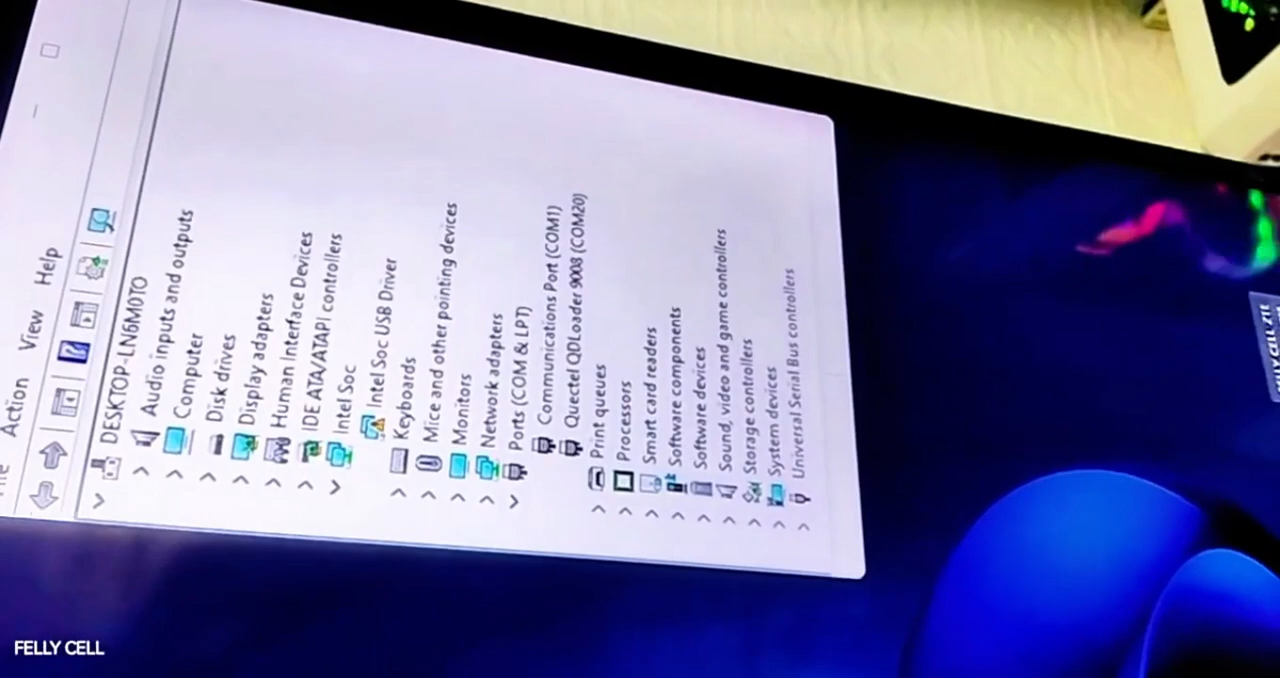 Action View Help
DESKTOP-LN6M0TO
Audio inputs and outputs
Computer
Disk drives
Display adapters
Human Interface Devices
IDE ATA/ATAPI controllers
Intel Soc
Intel Soc USB Driver
Keyboards
Mice and other pointing devices
Monitors
Network adapters
Ports (COM & LPT)
Communications Port (COM1)
Quectel QDLoader 9008 (COM20)
Print queues
Processors
Smart card readers
Software components
Software devices
Sound, video and game controllers
Storage controllers
System devices
Universal Serial Bus controllers
FELLY CELL